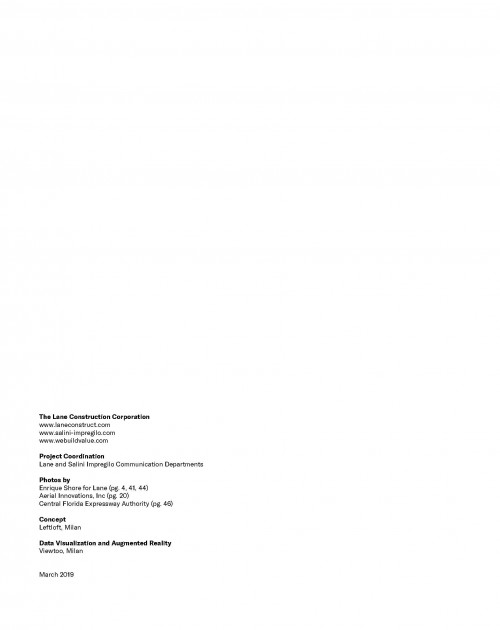 The Lane Construction Corporation
www.laneconstruct.com
www.salini-impregilo.com
www.webuildvalue.com
Project Coordination
Lane and Salini Impregilo Communication Departments
Photos by
Enrique Shore for Lane (pg. 4, 41, 44)
Aerial Innovations, Inc (pg. 20)
Central Florida Expressway Authority (pg. 46)
Concept
Leftloft, Milan
Data Visualization and Augmented Reality
Viewtoo, Milan
March 2019